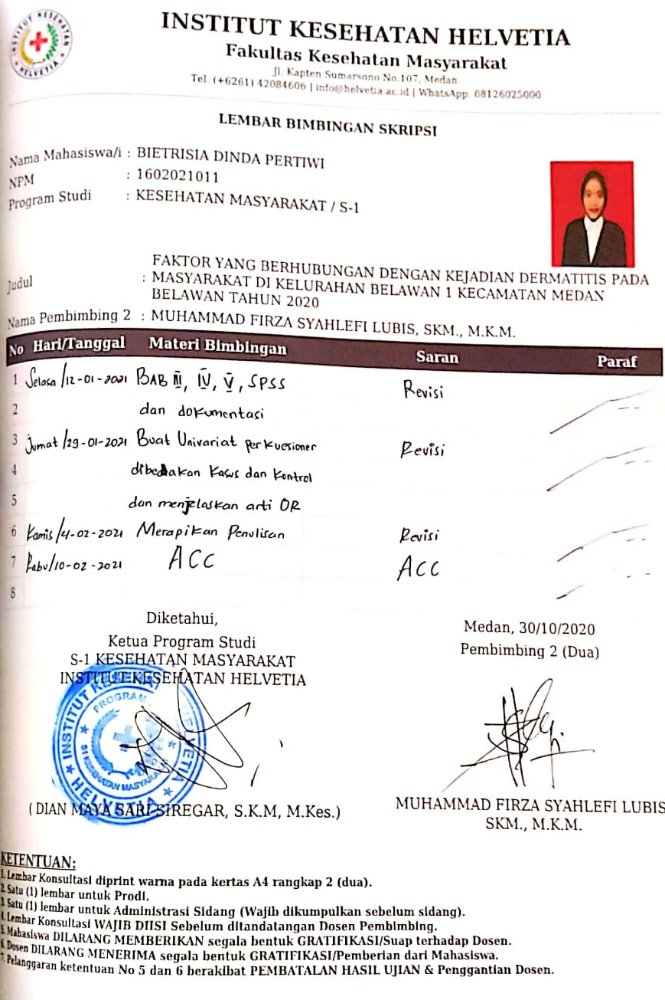 INSTITUT KESEHATAN HELVETIA
INSTITUT KESEHATAN HELVETIA
Fakultas Kesehatan Masyarakat
Jl. Kapten Sumarsono No.107, Medan
Tel. (+6261) 42084606 | info@helvetia.ac.id | WhatsApp: 08126025000
LEMBAR BIMBINGAN SKRIPSI
Nama Mahasiswa/i : BIETRISIA DINDA PERTIWI
NPM : 1602021011
Program Studi : KESEHATAN MASYARAKAT / S-1
Judul : FAKTOR YANG BERHUBUNGAN DENGAN KEJADIAN DERMATITIS PADA
MASYARAKAT DI KELURAHAN BELAWAN 1 KECAMATAN MEDAN
BELAWAN TAHUN 2020
Nama Pembimbing 2 : MUHAMMAD FIRZA SYAHLEFI LUBIS, SKM., M.K.M.
No Hari/Tanggal Materi Bimbingan Saran Paraf
1 Selasa /12-01-2021 BAB III, IV, V, SPSS Revisi
2 dan dokumentasi
3 Jumat /29-01-2021 Buat Univariat perkuesioner Revisi
4 dibedakan Kasus dan Kontrol
5 dan menjelaskan arti OR
6 Kamis /4-02-2021 Merapikan Penulisan Revisi
7 Rabu/10-02-2021 ACC ACC
8
Diketahui,
Ketua Program Studi
S-1 KESEHATAN MASYARAKAT
INSTITUT KESEHATAN HELVETIA
Medan, 30/10/2020
Pembimbing 2 (Dua)
INSTITUT KESEHATAN HELVETIA
PROGRAM
S1 KESEHATAN MASYARAKAT
HELVETIA
( DIAN MAYA SARI SIREGAR, S.K.M, M.Kes.)
MUHAMMAD FIRZA SYAHLEFI LUBIS
SKM., M.K.M.
KETENTUAN:
1. Lembar Konsultasi diprint warna pada kertas A4 rangkap 2 (dua).
2. Satu (1) lembar untuk Prodi.
3. Satu (1) lembar untuk Administrasi Sidang (Wajib dikumpulkan sebelum sidang).
4. Lembar Konsultasi WAJIB DIISI Sebelum ditandatangan Dosen Pembimbing.
5. Mahasiswa DILARANG MEMBERIKAN segala bentuk GRATIFIKASI/Suap terhadap Dosen.
6. Dosen DILARANG MENERIMA segala bentuk GRATIFIKASI/Pemberian dari Mahasiswa.
7. Pelanggaran ketentuan No 5 dan 6 berakibat PEMBATALAN HASIL UJIAN & Penggantian Dosen.